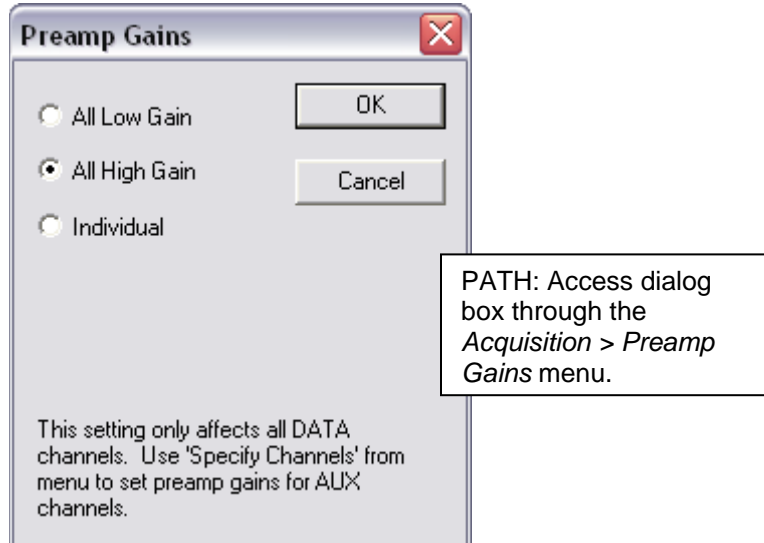 Preamp Gains
All Low Gain
OK
All High Gain
Cancel
Individual
PATH: Access dialog
box through the
Acquisition > Preamp
Gains menu.
This setting only affects all DATA
channels. Use 'Specify Channels' from
menu to set preamp gains for AUX
channels.